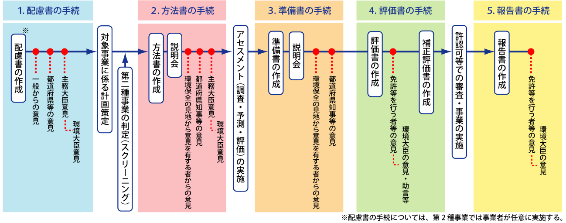 1. 配慮書の手続
2. 方法書の手続
3. 準備書の手続
4. 評価書の手続
5. 報告書の手続
※
配慮書の作成
一般からの意見
都道府県等の意見
主務大臣意見
環境大臣意見
対象事業に係る計画策定
第二種事業の判定(スクリーニング)
方法書の作成
説明会
環境保全の見地から意見を有する者からの意見
都道府県知事等の意見
主務大臣意見
環境大臣意見
アセスメント(調査・予測・評価)の実施
準備書の作成
説明会
環境保全の見地から意見を有する者からの意見
都道府県知事等の意見
評価書の作成
免許等を行う者等の意見
環境大臣の意見・助言等
補正評価書の作成
許認可等での審査・事業の実施
報告書の作成
免許等を行う者等の意見
環境大臣の意見
※配慮書の手続については、第2種事業では事業者が任意に実施する。